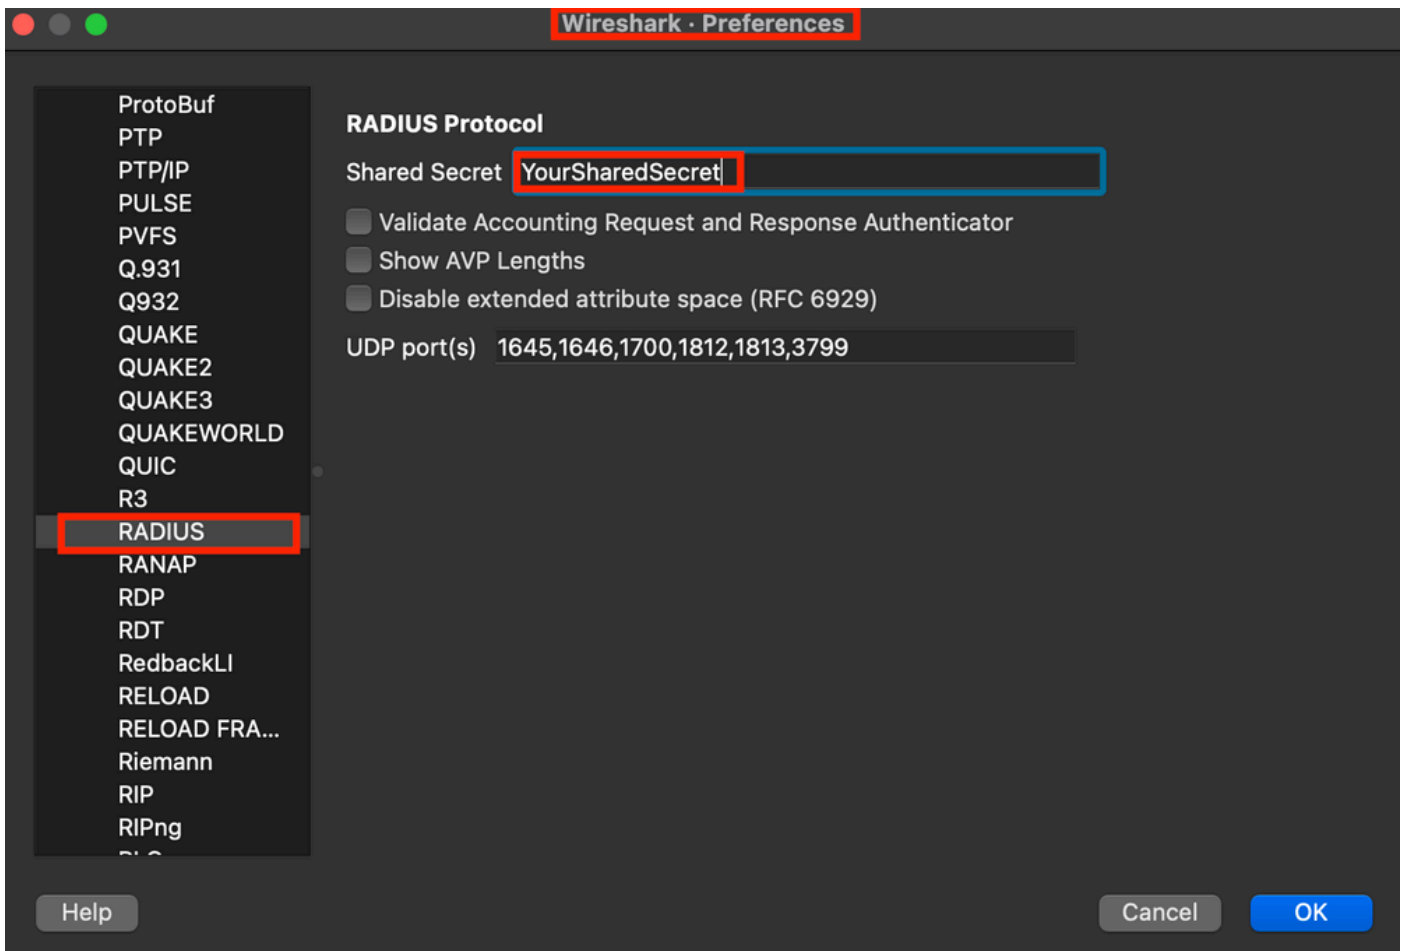 Wireshark · Preferences
ProtoBuf
PTP
PTP/IP
PULSE
PVFS
Q.931
Q932
QUAKE
QUAKE2
QUAKE3
QUAKEWORLD
QUIC
R3
RADIUS
RANAP
RDP
RDT
RedbackLI
RELOAD
RELOAD FRA...
Riemann
RIP
RIPng
RADIUS Protocol
Shared Secret YourSharedSecret
Validate Accounting Request and Response Authenticator
Show AVP Lengths
Disable extended attribute space (RFC 6929)
UDP port(s) 1645,1646,1700,1812,1813,3799
Help
Cancel
OK